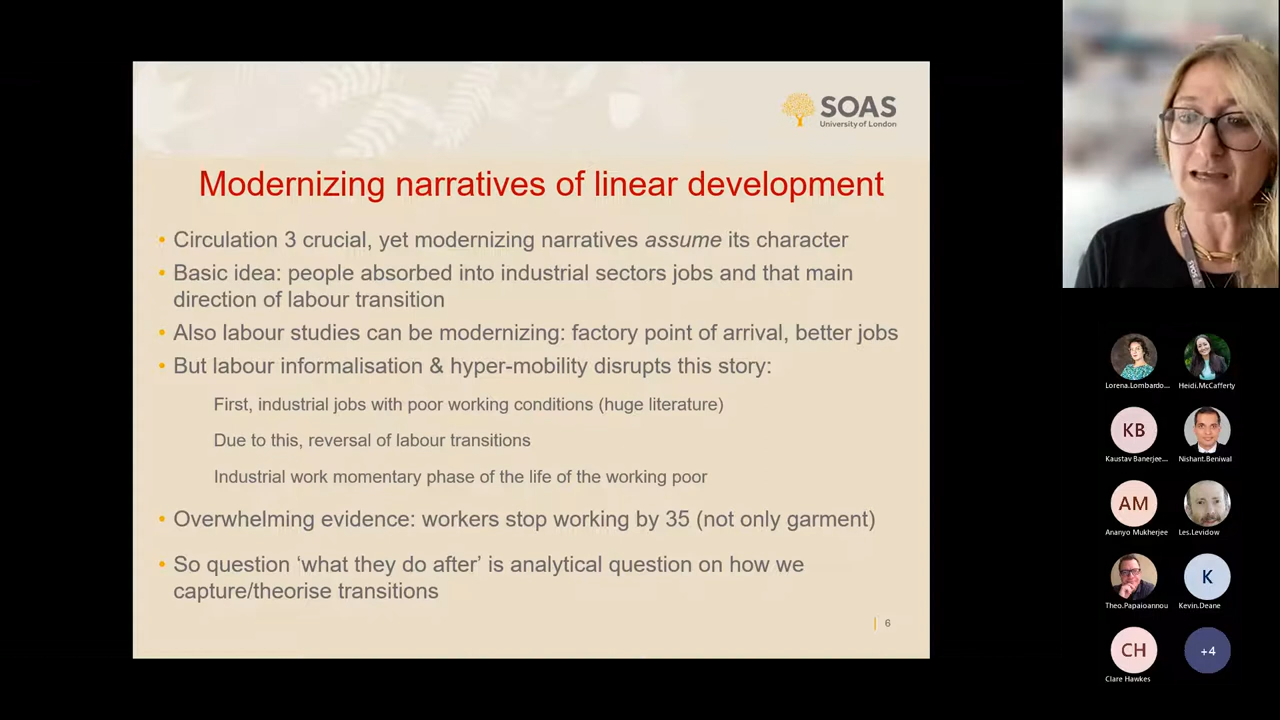 SOAS
University of London
Modernizing narratives of linear development
• Circulation 3 crucial, yet modernizing narratives assume its character
• Basic idea: people absorbed into industrial sectors jobs and that main
direction of labour transition
• Also labour studies can be modernizing: factory point of arrival, better jobs
• But labour informalisation & hyper-mobility disrupts this story:
First, industrial jobs with poor working conditions (huge literature)
Due to this, reversal of labour transitions
Industrial work momentary phase of the life of the working poor
• Overwhelming evidence: workers stop working by 35 (not only garment)
• So question ‘what they do after’ is analytical question on how we
capture/theorise transitions
6
SOAS
Lorena.Lombardo... Heidi.McCafferty
KB
Kaustav Banerjee... Nishant.Beniwal
AM
Ananyo Mukherjee Les.Levidow
K
Theo.Papaioannou Kevin.Deane
CH +4
Clare Hawkes